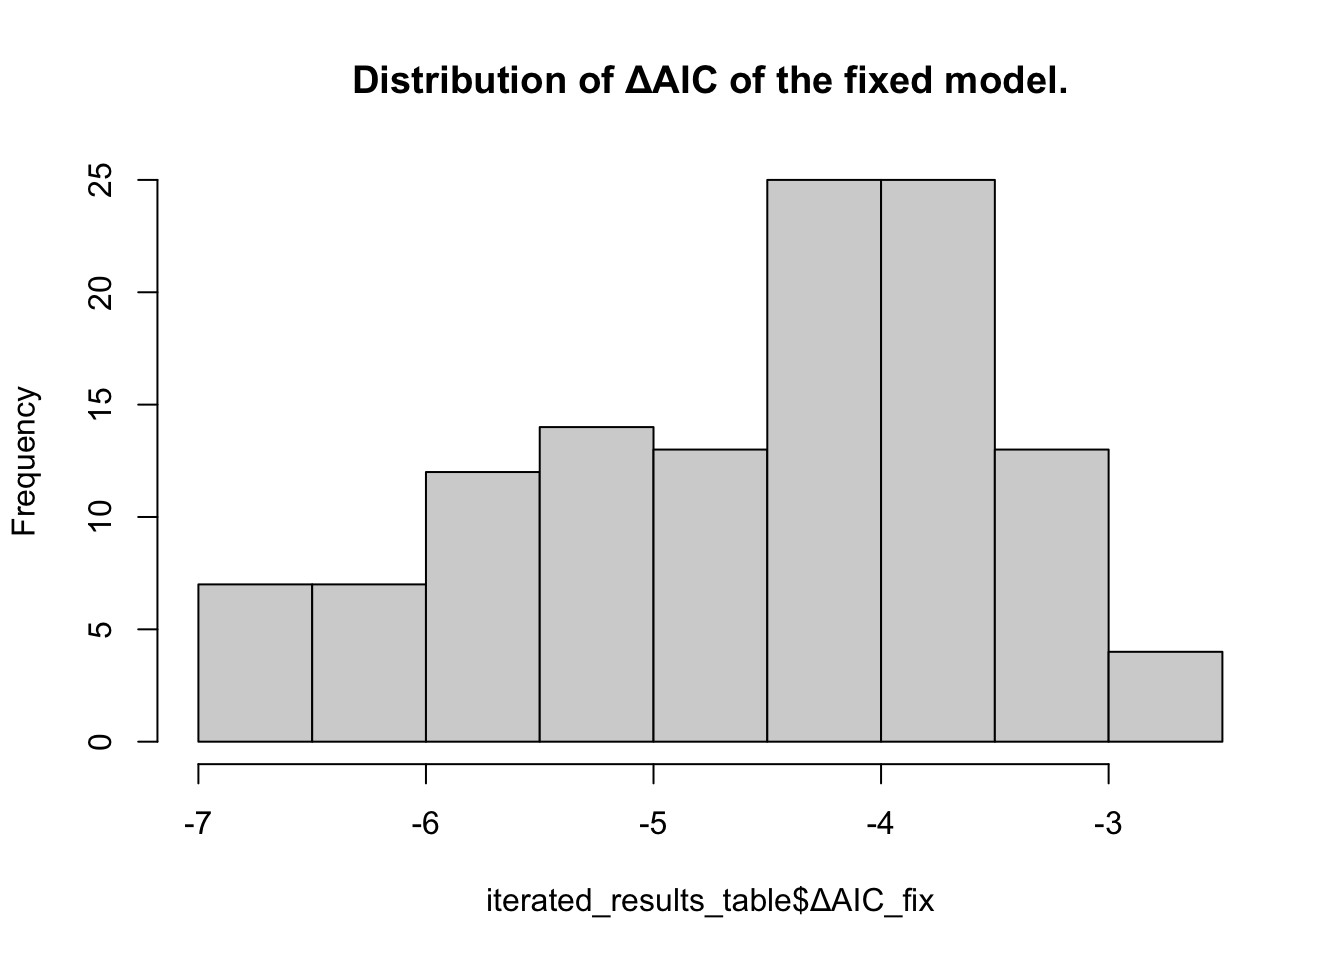 Distribution of ΔAIC of the fixed model.
Frequency
25
20
15
10
5
0
-7 -6 -5 -4 -3
iterated_results_table$ΔAIC_fix